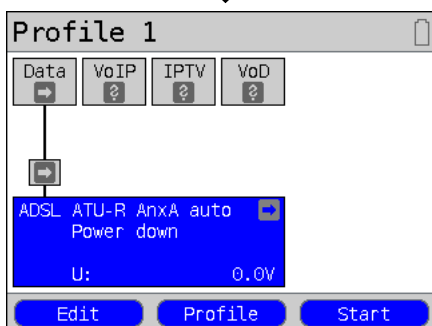 Profile 1
Data VoIP IPTV VoD
? ? ?
ADSL ATU-R AnxA auto
Power down
U: 0.0V
Edit Profile Start